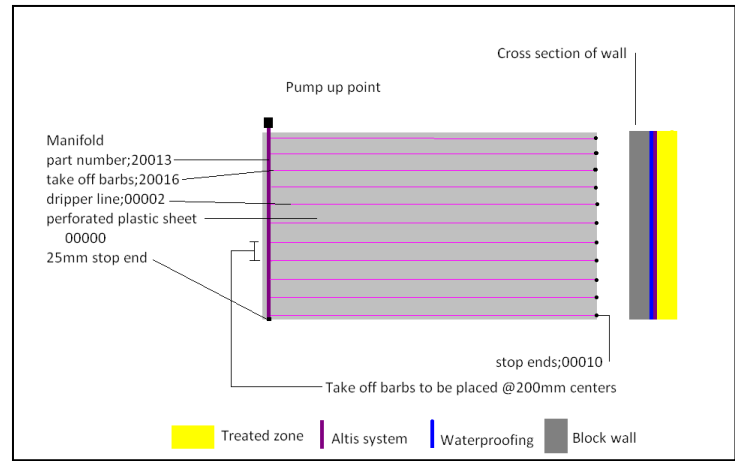 Cross section of wall
Pump up point
Manifold
part number;20013
take off barbs;20016
dripper line;00002
perforated plastic sheet
00000
25mm stop end
stop ends;00010
Take off barbs to be placed @200mm centers
Treated zone
Altis system
Waterproofing
Block wall